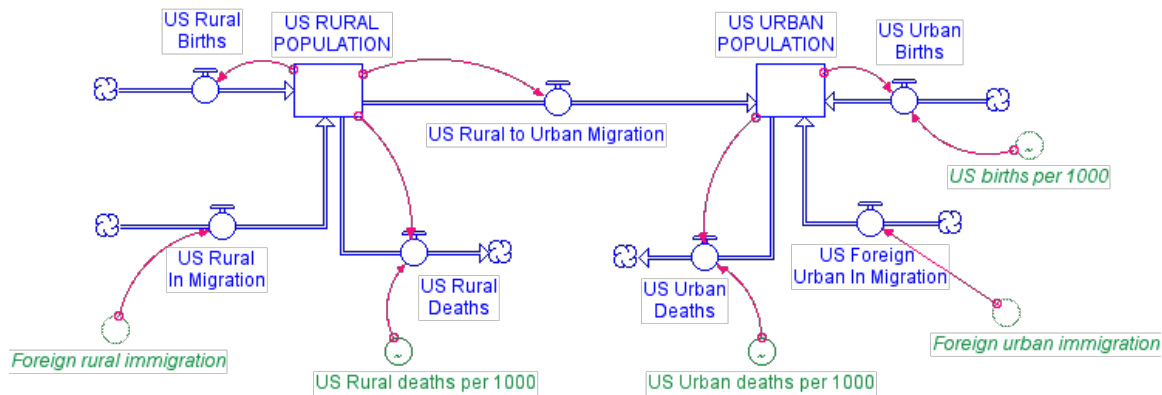 US Rural
Births
US RURAL
POPULATION
US URBAN
POPULATION
US Urban
Births
US Rural to Urban Migration
US births per 1000
US Rural
In Migration
US Rural
Deaths
US Urban
Deaths
US Foreign
Urban In Migration
Foreign rural immigration
US Rural deaths per 1000
US Urban deaths per 1000
Foreign urban immigration